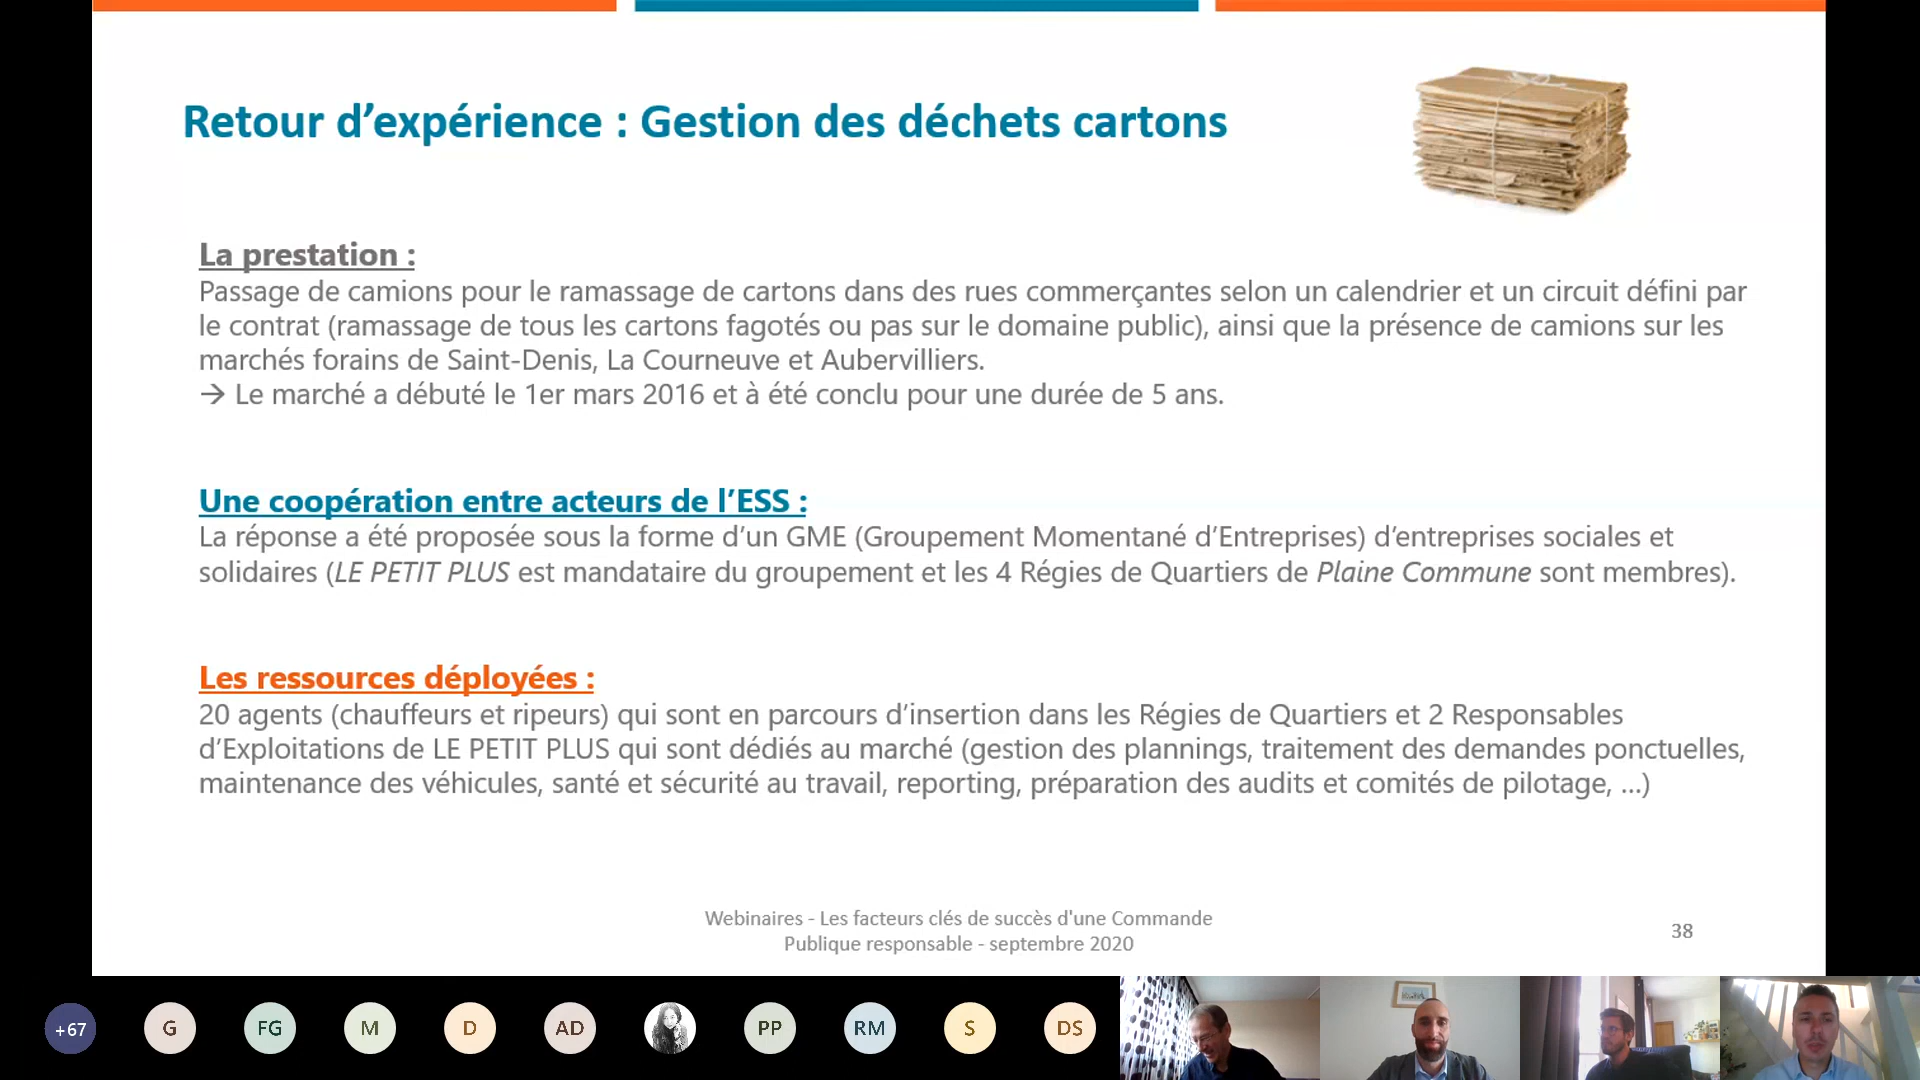 Retour d’expérience : Gestion des déchets cartons
La prestation :
Passage de camions pour le ramassage de cartons dans des rues commerçantes selon un calendrier et un circuit défini par
le contrat (ramassage de tous les cartons fagotés ou pas sur le domaine public), ainsi que la présence de camions sur les
marchés forains de Saint-Denis, La Courneuve et Aubervilliers.
→ Le marché a débuté le 1er mars 2016 et à été conclu pour une durée de 5 ans.
Une coopération entre acteurs de l’ESS :
La réponse a été proposée sous la forme d’un GME (Groupement Momentané d’Entreprises) d’entreprises sociales et
solidaires (LE PETIT PLUS est mandataire du groupement et les 4 Régies de Quartiers de Plaine Commune sont membres).
Les ressources déployées :
20 agents (chauffeurs et ripeurs) qui sont en parcours d’insertion dans les Régies de Quartiers et 2 Responsables
d’Exploitations de LE PETIT PLUS qui sont dédiés au marché (gestion des plannings, traitement des demandes ponctuelles,
maintenance des véhicules, santé et sécurité au travail, reporting, préparation des audits et comités de pilotage, ...)
Webinaires - Les facteurs clés de succès d'une Commande
Publique responsable - septembre 2020
38
+67 G FG M D AD PP RM S DS